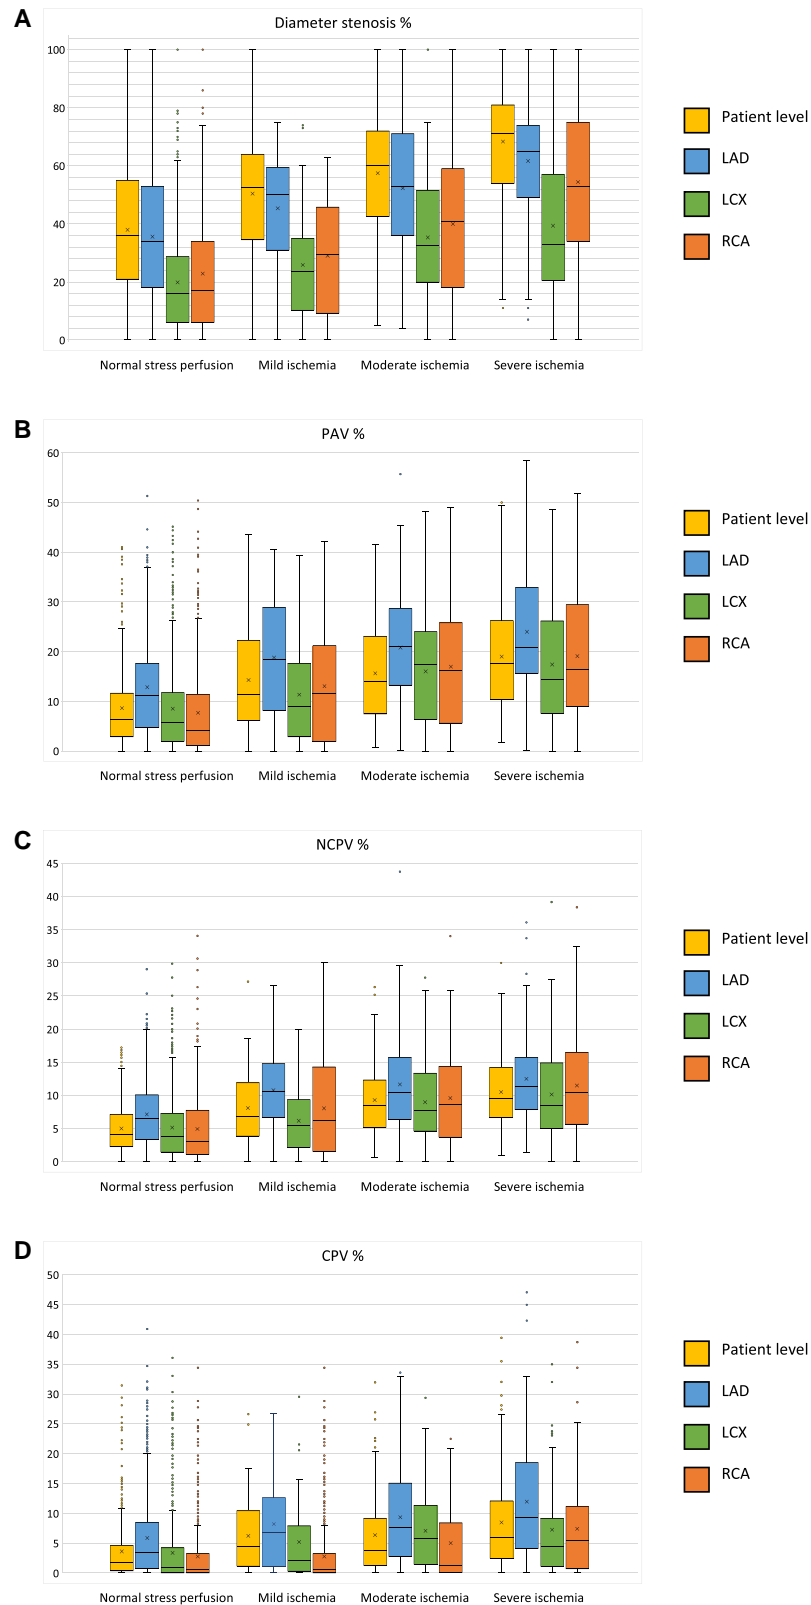 A
Diameter stenosis %
100
80
60
40
20
0
Normal stress perfusion Mild ischemia Moderate ischemia Severe ischemia
Patient level
LAD
LCX
RCA
B
PAV %
60
50
40
30
20
10
0
Normal stress perfusion Mild ischemia Moderate ischemia Severe ischemia
Patient level
LAD
LCX
RCA
C
NCPV %
45
40
35
30
25
20
15
10
5
0
Normal stress perfusion Mild ischemia Moderate ischemia Severe ischemia
Patient level
LAD
LCX
RCA
D
CPV %
50
45
40
35
30
25
20
15
10
5
0
Normal stress perfusion Mild ischemia Moderate ischemia Severe ischemia
Patient level
LAD
LCX
RCA